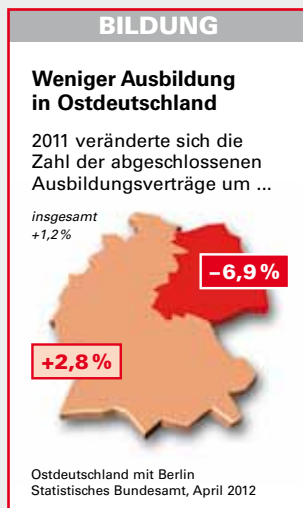 BILDUNG
Weniger Ausbildung
in Ostdeutschland
2011 veränderte sich die
Zahl der abgeschlossenen
Ausbildungsverträge um ...
insgesamt
+1,2%
–6,9%
+2,8%
Ostdeutschland mit Berlin
Statistisches Bundesamt, April 2012